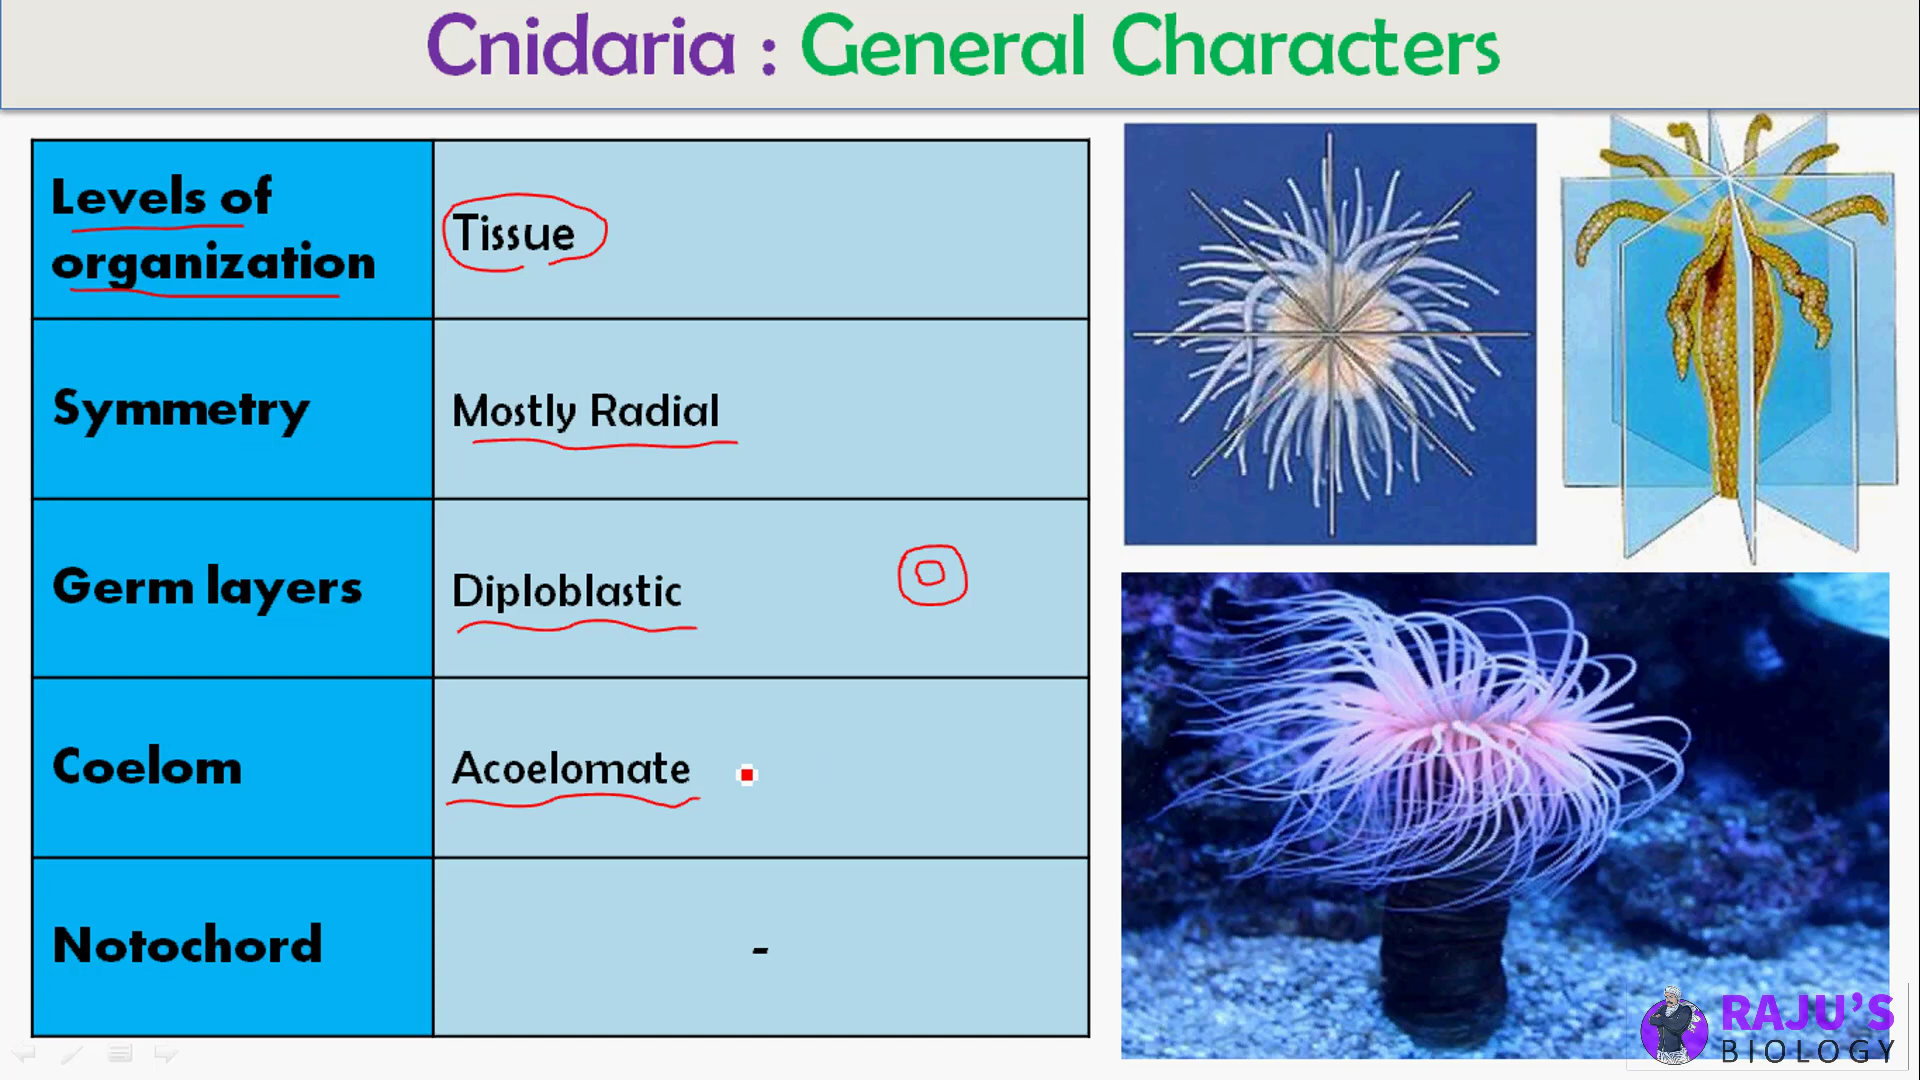 Cnidaria : General Characters
Levels of
organization
Tissue
Symmetry
Mostly Radial
Germ layers
Diploblastic
Coelom
Acoelomate
Notochord
-
RAJU'S
BIOLOGY